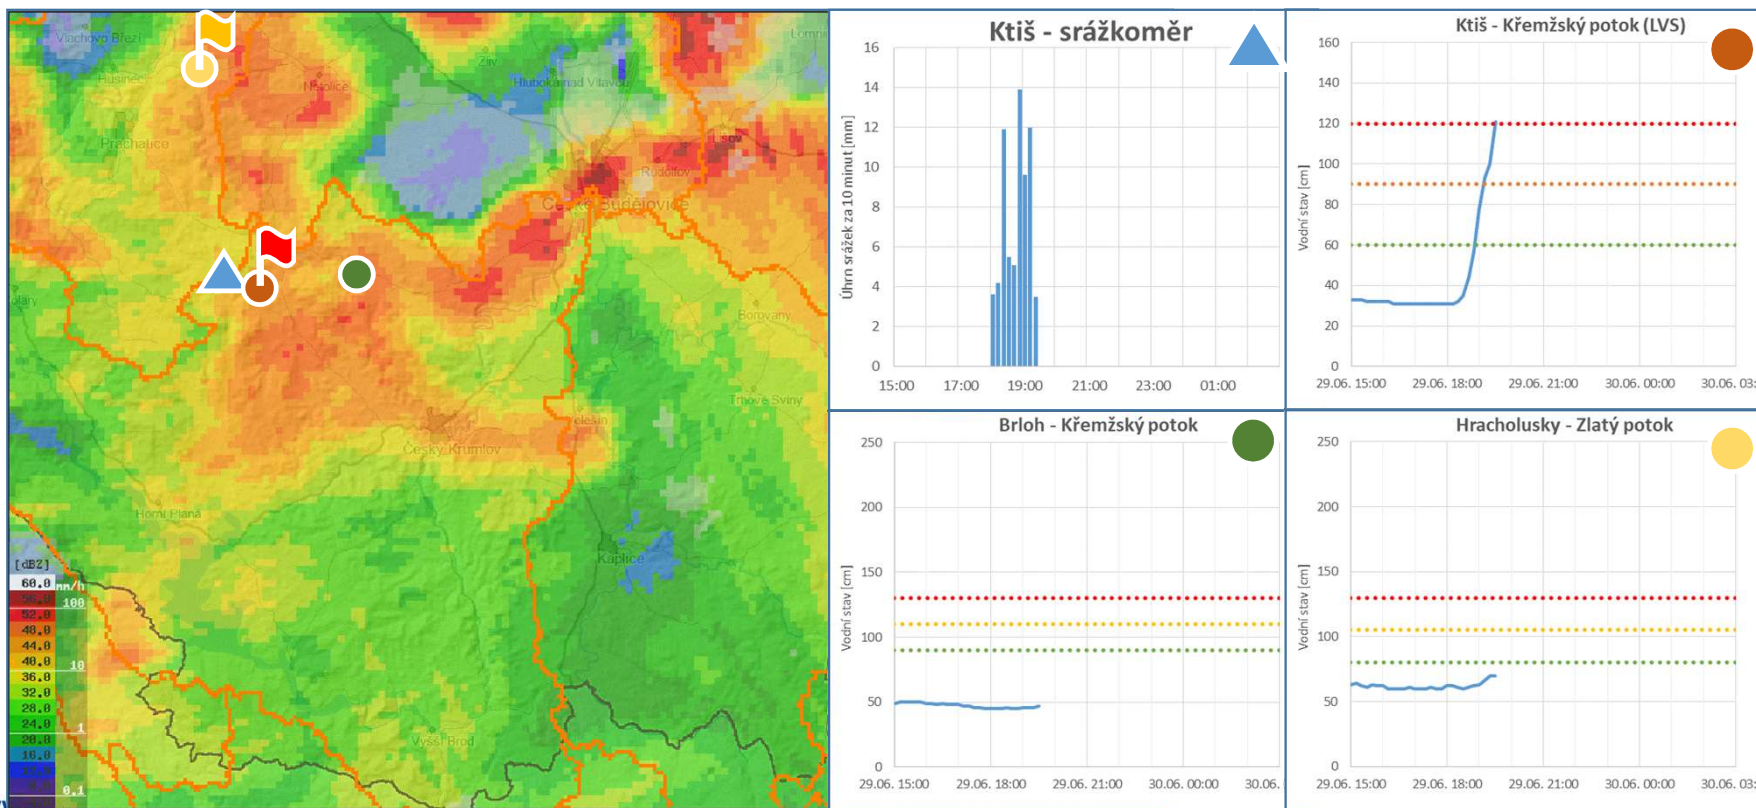 Vlachovo Březí
Husinec
Netolice
Prachatice
Zliv
Hluboká nad Vltavou
Lomni
Rudolfov
České Budějovice
Borovany
Trhové Sviny
Český Krumlov
Horní Planá
Kaplice
Vyšší Brod
[dBZ]
60.0
56.0
52.0
48.0
44.0
40.0
36.0
32.0
28.0
24.0
20.0
16.0
mm/h
100
10
1
0.1
Ktiš - srážkoměr
Úhrn srážek za 10 minut [mm]
16
14
12
10
8
6
4
2
0
15:00 17:00 19:00 21:00 23:00 01:00
Ktiš - Křemžský potok (LVS)
Vodní stav [cm]
160
140
120
100
80
60
40
20
0
29.06. 15:00 29.06. 18:00 29.06. 21:00 30.06. 00:00 30.06. 03:
Brloh - Křemžský potok
Vodní stav [cm]
250
200
150
100
50
0
29.06. 15:00 29.06. 18:00 29.06. 21:00 30.06. 00:00 30.06.
Hracholusky - Zlatý potok
Vodní stav [cm]
250
200
150
100
50
0
29.06. 15:00 29.06. 18:00 29.06. 21:00 30.06. 00:00 30.06. 03: